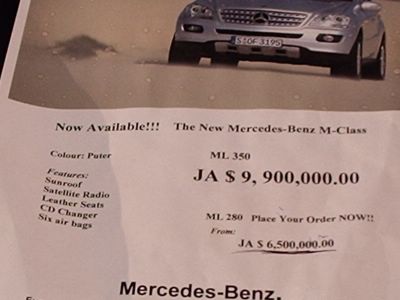 S OF 3195
Now Available!!! The New Mercedes-Benz M-Class
Colour: Puter
ML 350
JA $ 9, 900,000.00
Features:
Sunroof
Satellite Radio
Leather Seats
CD Changer
Six air bags
ML 280 Place Your Order NOW!!
From:
JA $ 6,500,000.00
Mercedes-Benz.